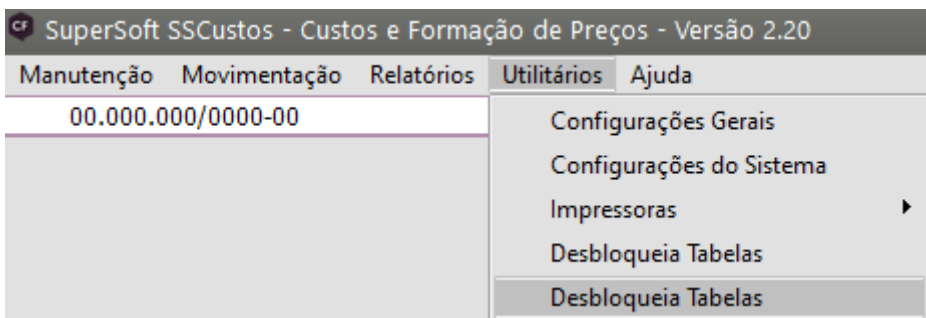 CF SuperSoft SSCustos - Custos e Formação de Preços - Versão 2.20
Manutenção Movimentação Relatórios Utilitários Ajuda
00.000.000/0000-00
Configurações Gerais
Configurações do Sistema
Impressoras
Desbloqueia Tabelas
Desbloqueia Tabelas